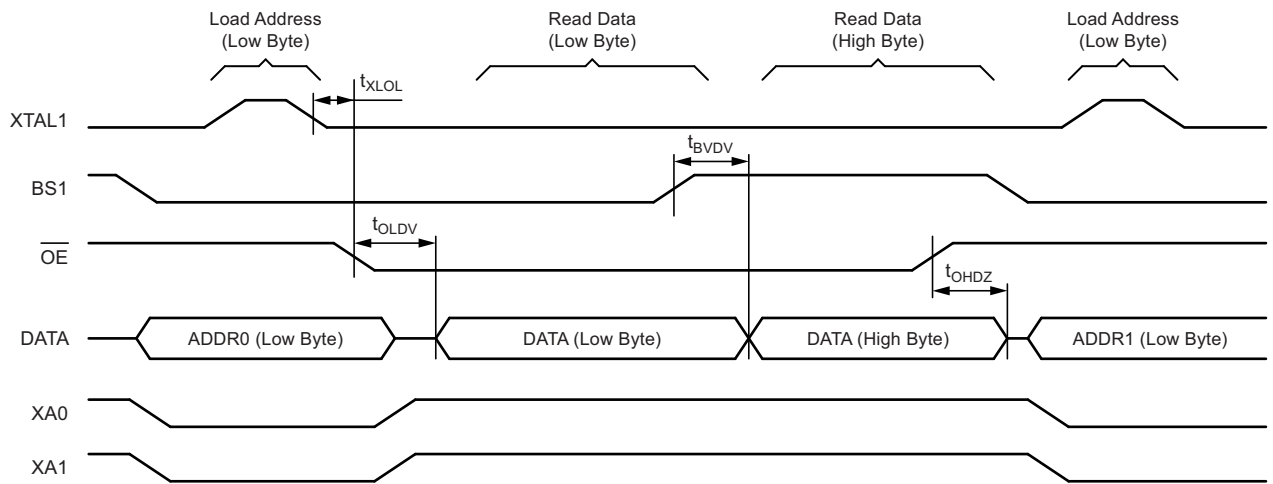 Load Address
(Low Byte)
Read Data
(Low Byte)
Read Data
(High Byte)
Load Address
(Low Byte)
tXLOL
XTAL1
tBVDV
BS1
tOLDV
OE
tOHDZ
DATA
ADDR0 (Low Byte)
DATA (Low Byte)
DATA (High Byte)
ADDR1 (Low Byte)
XA0
XA1